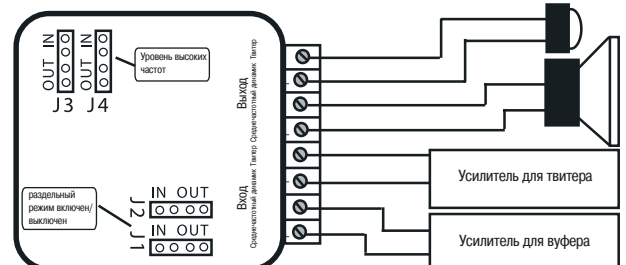 OUT IN
OUT IN
J3 J4
Уровень высоких
частот
Выход
Среднечастотный динамик Твитер
Вход
Среднечастотный динамик Твитер
раздельный
режим включен/
выключен
IN OUT
J2
IN OUT
J1
Усилитель для твитера
Усилитель для вуфера